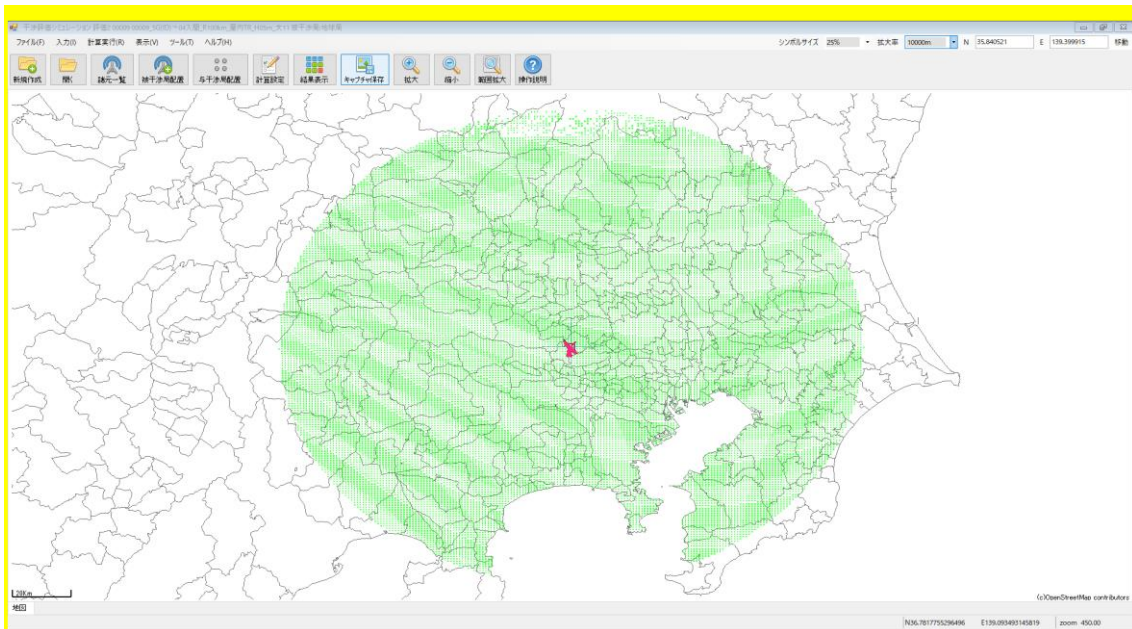 ファイル(F) 入力(I) 計算実行(R) 表示(V) ツール(T) ヘルプ(H) シンボルサイズ 25% 拡大率 10000m N 35.840521 E 139.399915 移動
新規作成 開く 諸元一覧 被干渉局配置 与干渉局配置 計算設定 結果表示 キャプチャ保存 拡大 縮小 範囲拡大 操作説明
20Km
(c)OpenStreetMap contributors
地図
N36.7817755296496 E139.093493145819 zoom 450.00